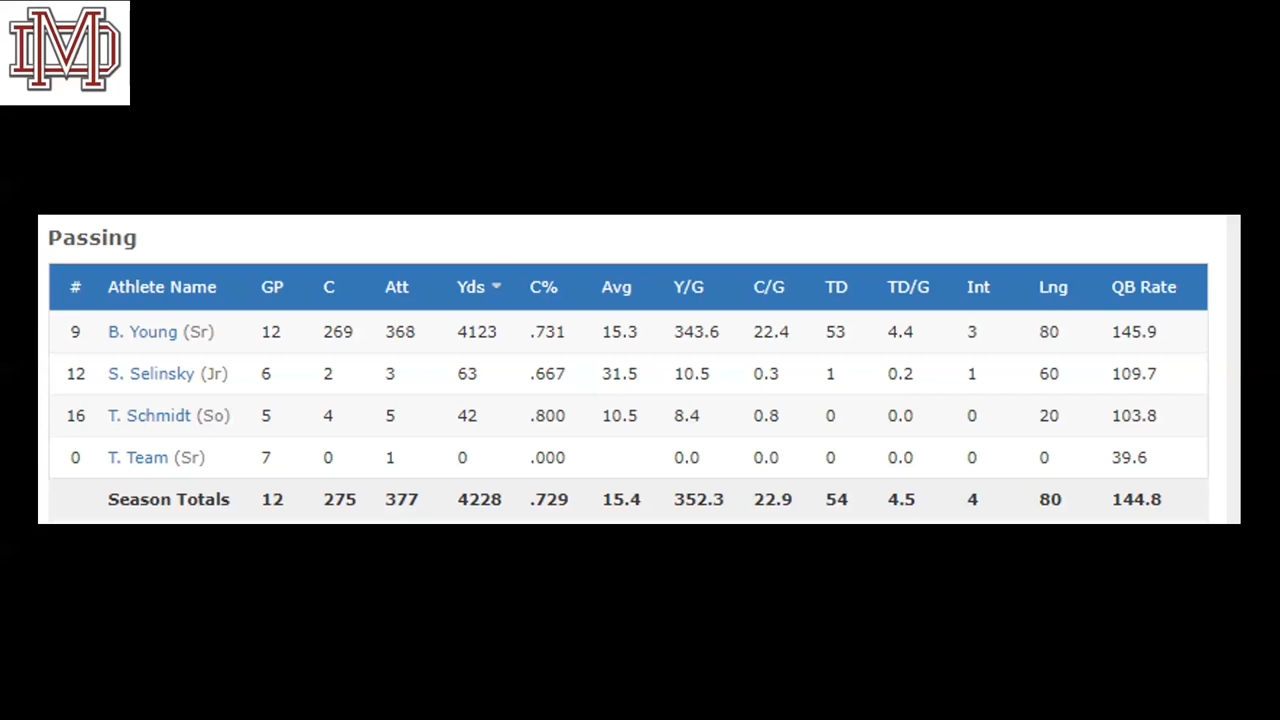 MD
Passing
# Athlete Name GP C Att Yds C% Avg Y/G C/G TD TD/G Int Lng QB Rate
9 B. Young (Sr) 12 269 368 4123 .731 15.3 343.6 22.4 53 4.4 3 80 145.9
12 S. Selinsky (Jr) 6 2 3 63 .667 31.5 10.5 0.3 1 0.2 1 60 109.7
16 T. Schmidt (So) 5 4 5 42 .800 10.5 8.4 0.8 0 0.0 0 20 103.8
0 T. Team (Sr) 7 0 1 0 .000 0.0 0.0 0 0.0 0 0 39.6
Season Totals 12 275 377 4228 .729 15.4 352.3 22.9 54 4.5 4 80 144.8